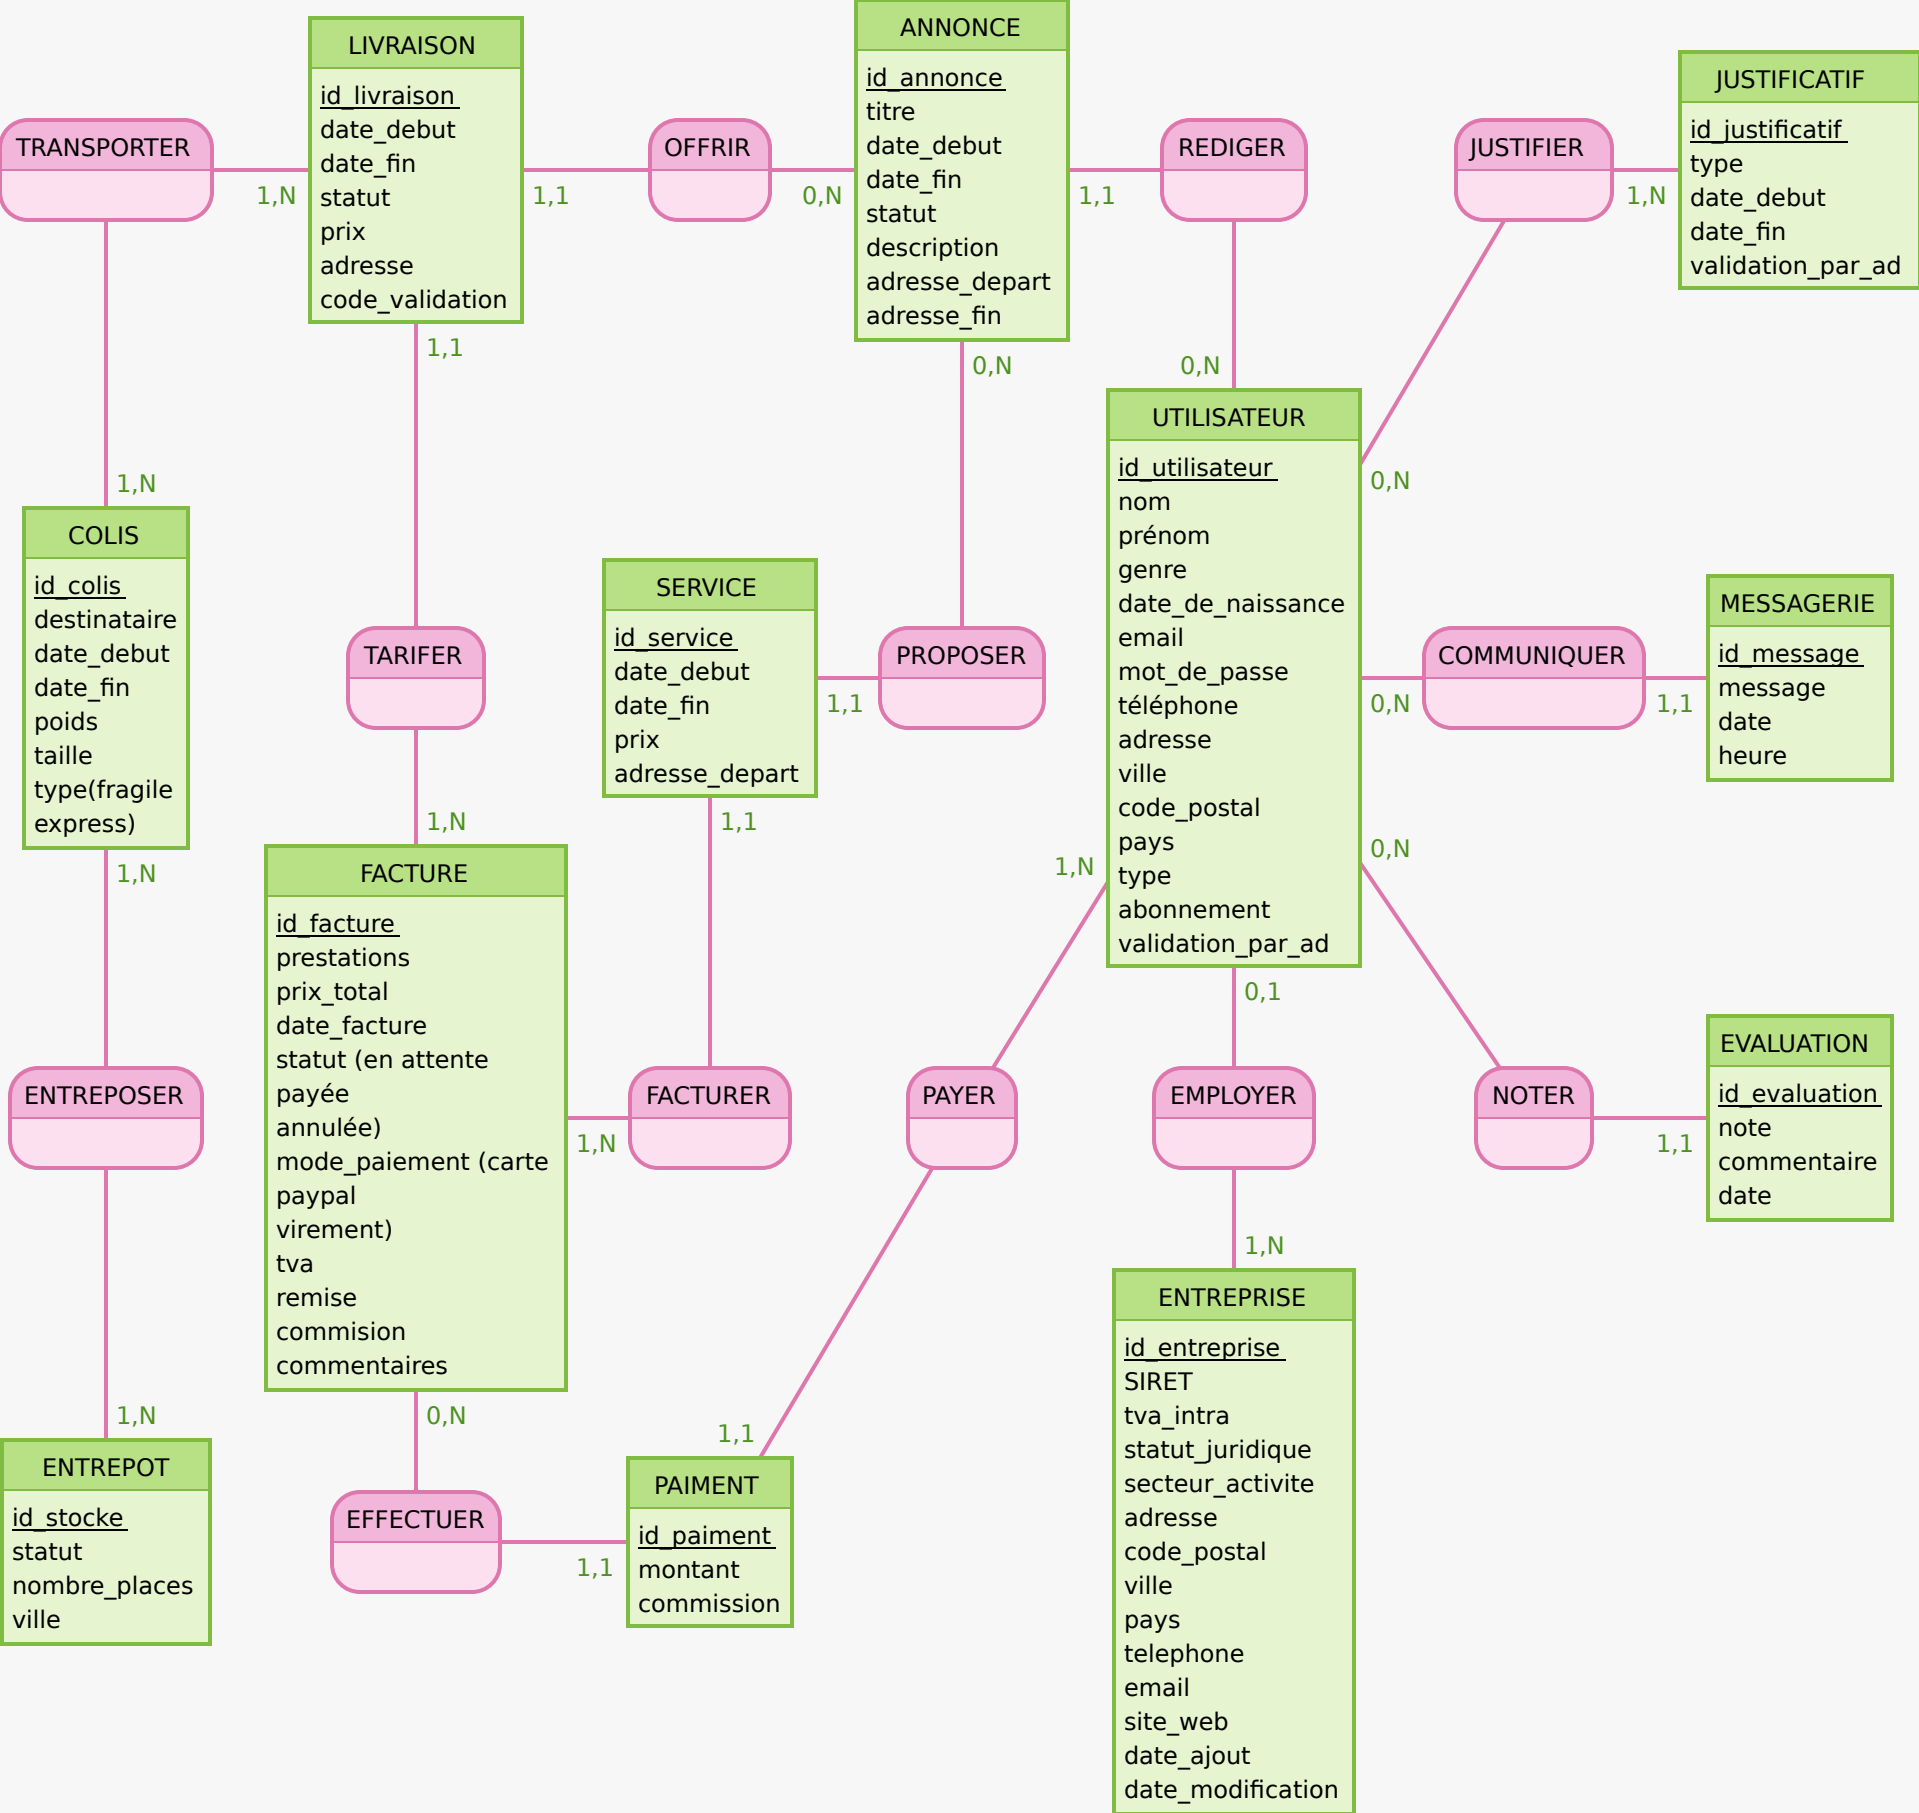 LIVRAISON
id_livraison
date_debut
date_fin
statut
prix
adresse
code_validation
ANNONCE
id_annonce
titre
date_debut
date_fin
statut
description
adresse_depart
adresse_fin
JUSTIFICATIF
id_justificatif
type
date_debut
date_fin
validation_par_ad
TRANSPORTER
1,N
1,1
OFFRIR
0,N
1,1
REDIGER
JUSTIFIER
1,N
1,1
0,N
0,N
0,N
1,N
UTILISATEUR
id_utilisateur
nom
prénom
genre
date_de_naissance
email
mot_de_passe
téléphone
adresse
ville
code_postal
pays
type
abonnement
validation_par_ad
COLIS
id_colis
destinataire
date_debut
date_fin
poids
taille
type(fragile
express)
SERVICE
id_service
date_debut
date_fin
prix
adresse_depart
TARIFER
1,1
PROPOSER
0,N
COMMUNIQUER
1,1
MESSAGERIE
id_message
message
date
heure
1,N
1,N
1,1
1,N
0,N
0,1
FACTURE
id_facture
prestations
prix_total
date_facture
statut (en attente
payée
annulée)
mode_paiement (carte
paypal
virement)
tva
remise
commision
commentaires
ENTREPOSER
1,N
FACTURER
PAYER
EMPLOYER
NOTER
1,1
EVALUATION
id_evaluation
note
commentaire
date
1,N
ENTREPRISE
id_entreprise
SIRET
tva_intra
statut_juridique
secteur_activite
adresse
code_postal
ville
pays
telephone
email
site_web
date_ajout
date_modification
1,N
0,N
1,1
ENTREPOT
id_stocke
statut
nombre_places
ville
EFFECTUER
1,1
PAIMENT
id_paiment
montant
commission